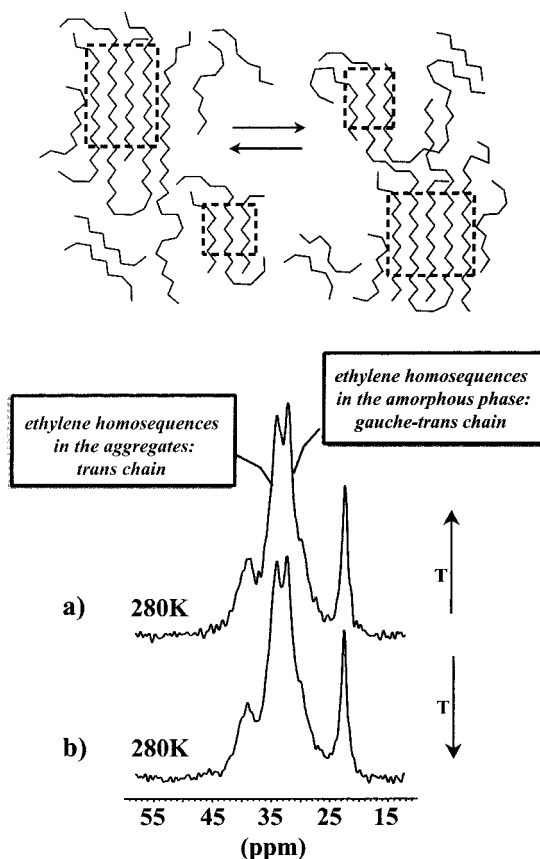 ethylene homosequences
in the amorphous phase:
gauche-trans chain
ethylene homosequences
in the aggregates:
trans chain
a)
280K
T
b)
280K
T
55 45 35 25 15
(ppm)